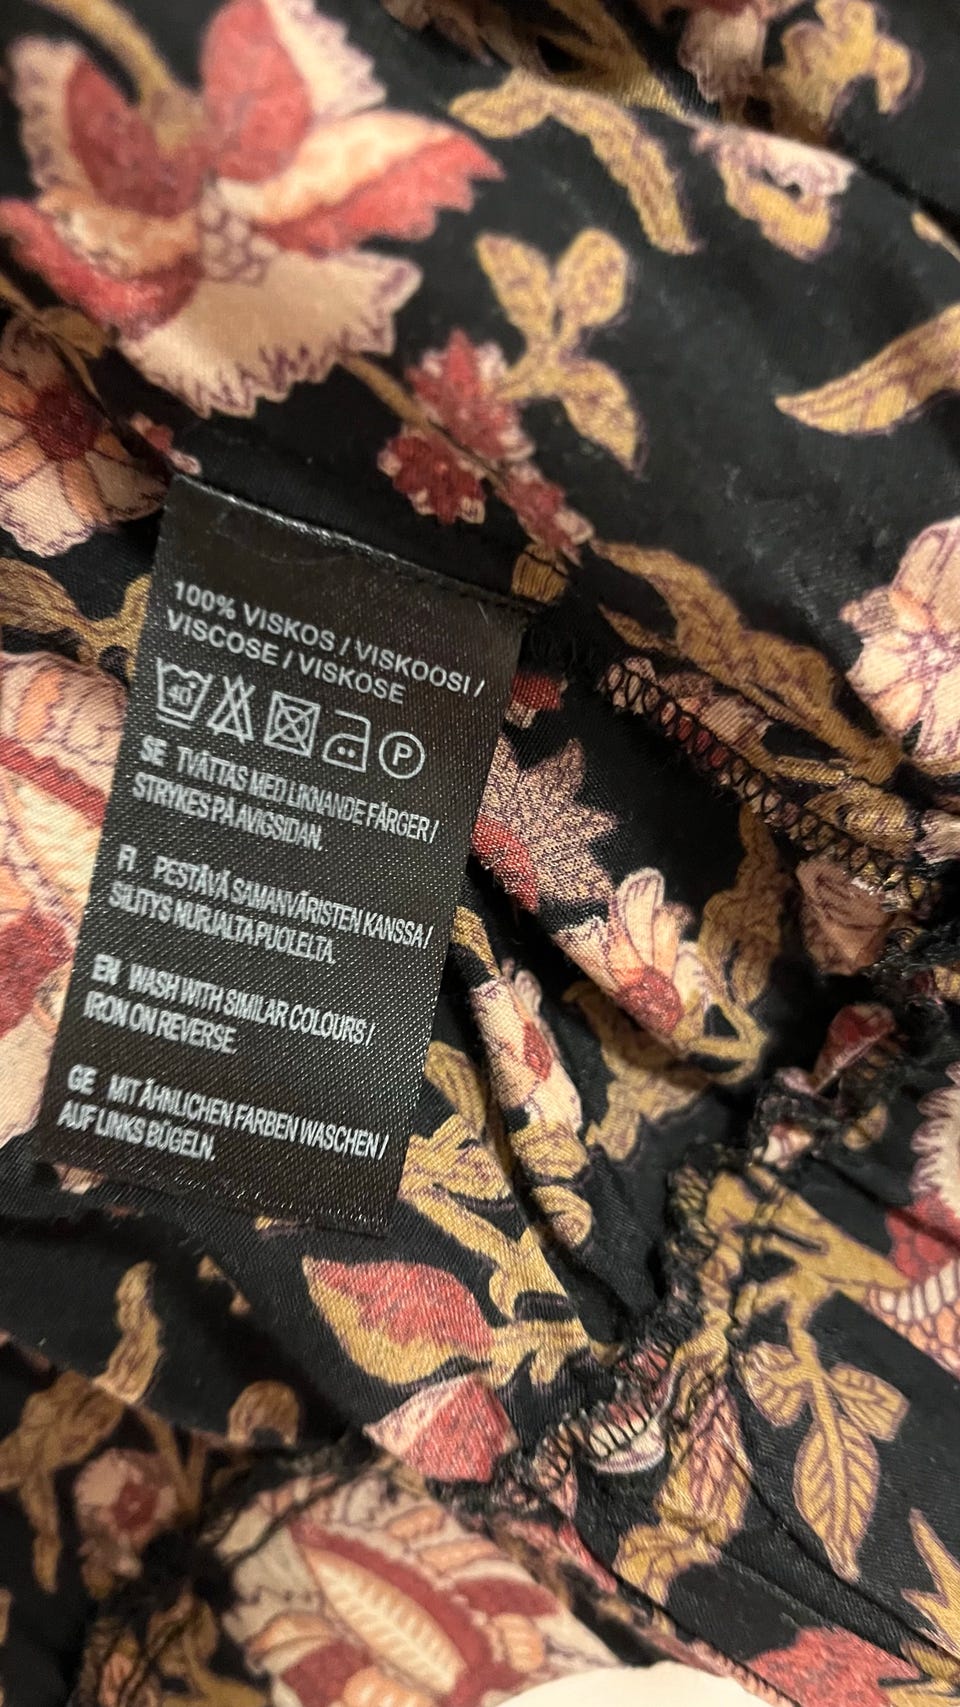 100% VISKOS / VISKOOSI /
VISCOSE / VISKOSE
40 P
SE TVÄTTAS MED LIKNANDE FÄRGER /
STRYKES PÅ AVIGSIDAN.
FI PESTÄVÄ SAMANVÄRISTEN KANSSA /
SILITYS NURJALTA PUOLELTA.
EN WASH WITH SIMILAR COLOURS /
IRON ON REVERSE.
GE MIT ÄHNLICHEN FARBEN WASCHEN /
AUF LINKS BÜGELN.